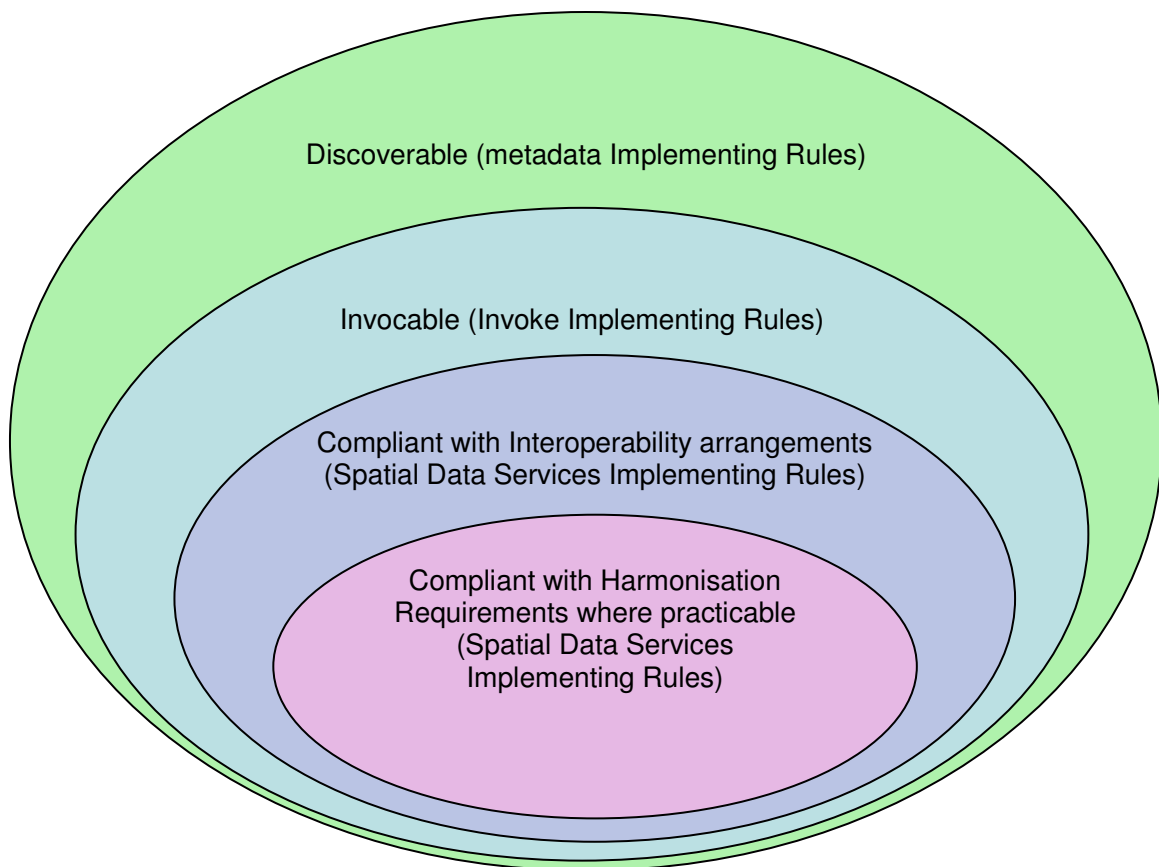 Discoverable (metadata Implementing Rules)
Invocable (Invoke Implementing Rules)
Compliant with Interoperability arrangements
(Spatial Data Services Implementing Rules)
Compliant with Harmonisation
Requirements where practicable
(Spatial Data Services
Implementing Rules)